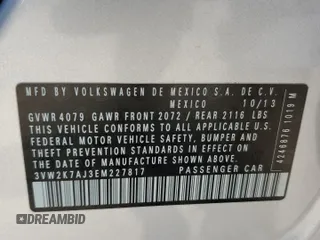 MFD BY VOLKSWAGEN DE MEXICO S.A. DE C.V.
MEXICO 10/13
GVWR 4079 GAWR FRONT 2072 / REAR 2116 LBS
THIS VEHICLE CONFORMS TO ALL APPLICABLE
FEDERAL MOTOR VEHICLE SAFETY, BUMPER AND
THEFT PREVENTION STANDARDS IN EFFECT ON THE
DATE OF MANUFACTURE SHOWN ABOVE.
3VW2K7AJ3EM227817 PASSENGER CAR
4246876 1019 M
DREAMBID